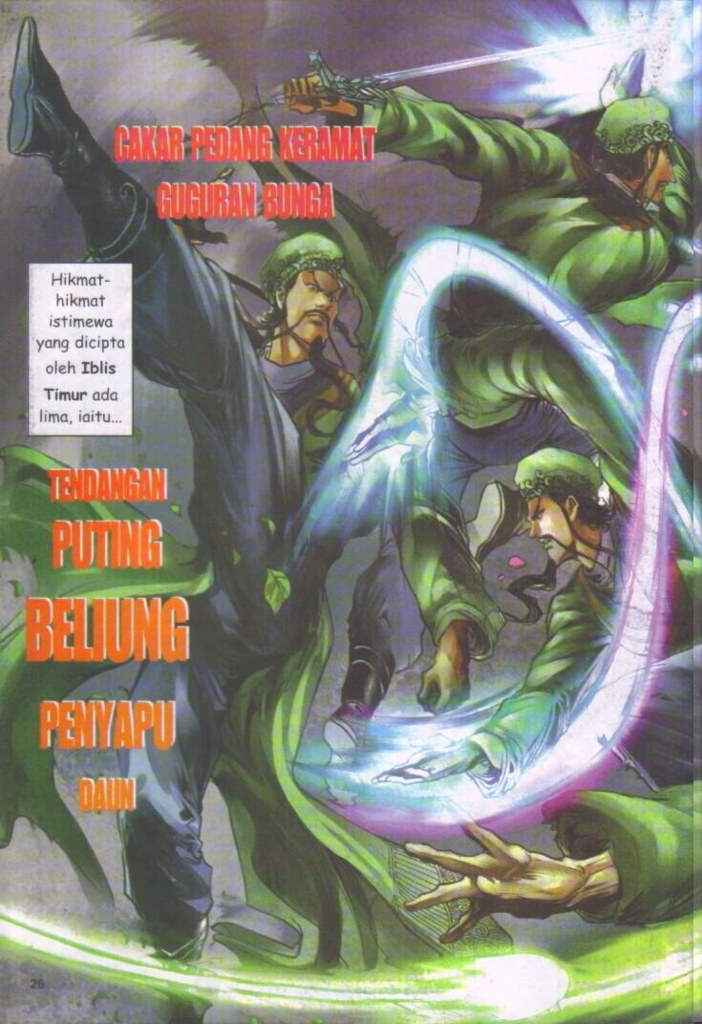 CAKAR PEDANG KERAMAT
GUGURAN BUNGA
Hikmat-
hikmat
istimewa
yang dicipta
oleh Iblis
Timur ada
lima, iaitu...
TENDANGAN
PUTING
BELIUNG
PENYAPU
DAUN
26